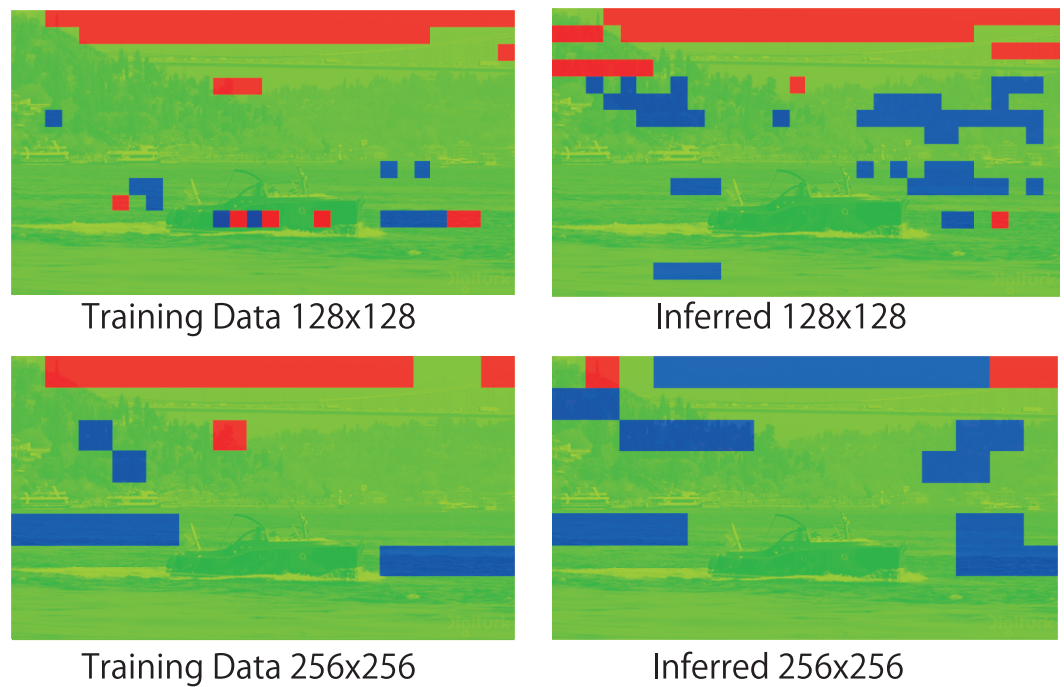 Training Data 128x128
Inferred 128x128
Training Data 256x256
Inferred 256x256